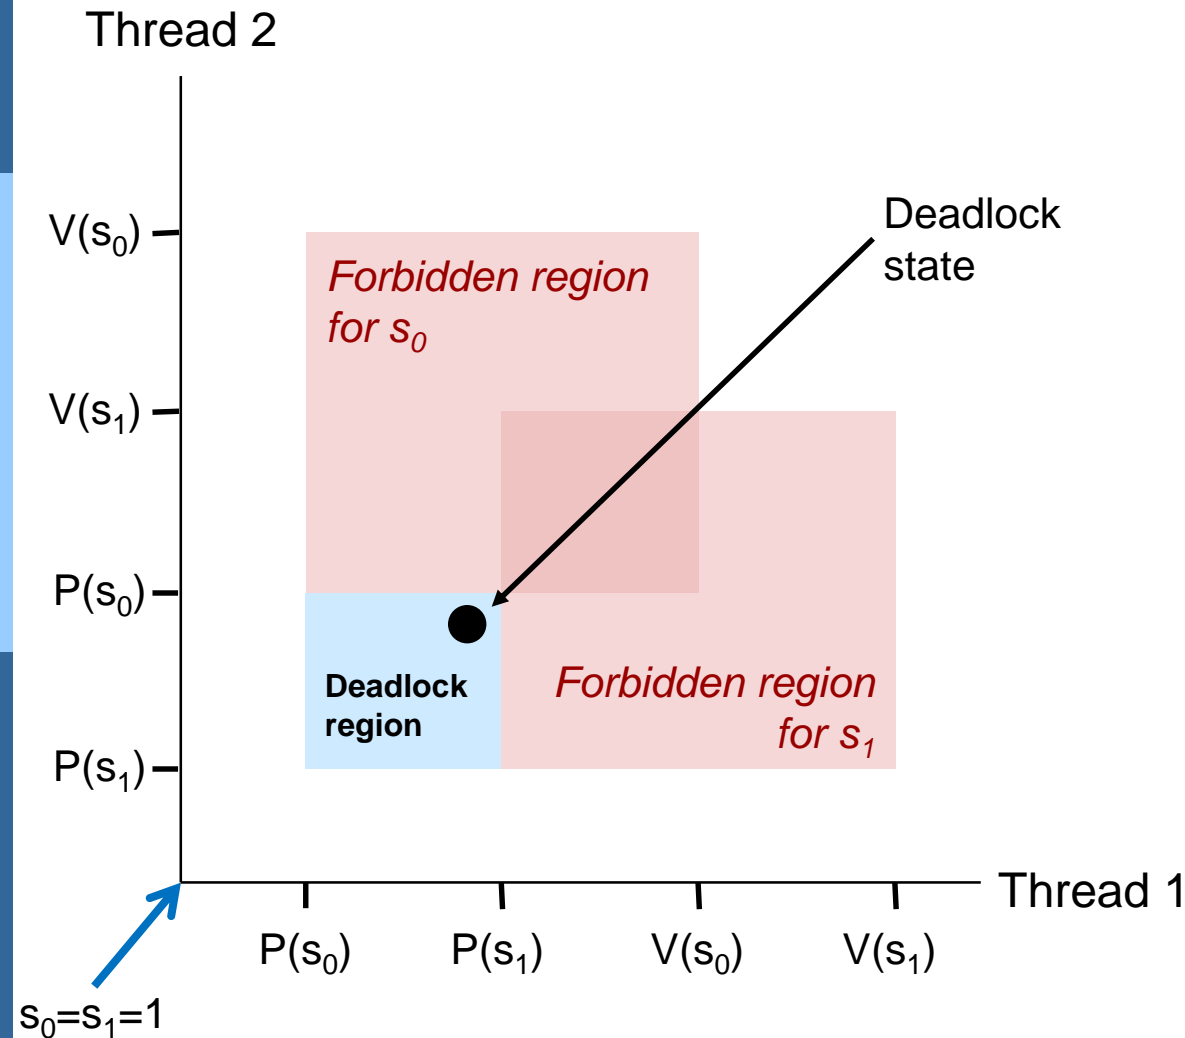 Thread 2
Deadlock
state
V(s₀)
Forbidden region
for s₀
V(s₁)
P(s₀)
Deadlock
region
Forbidden region
for s₁
P(s₁)
Thread 1
P(s₀) P(s₁) V(s₀) V(s₁)
s₀=s₁=1